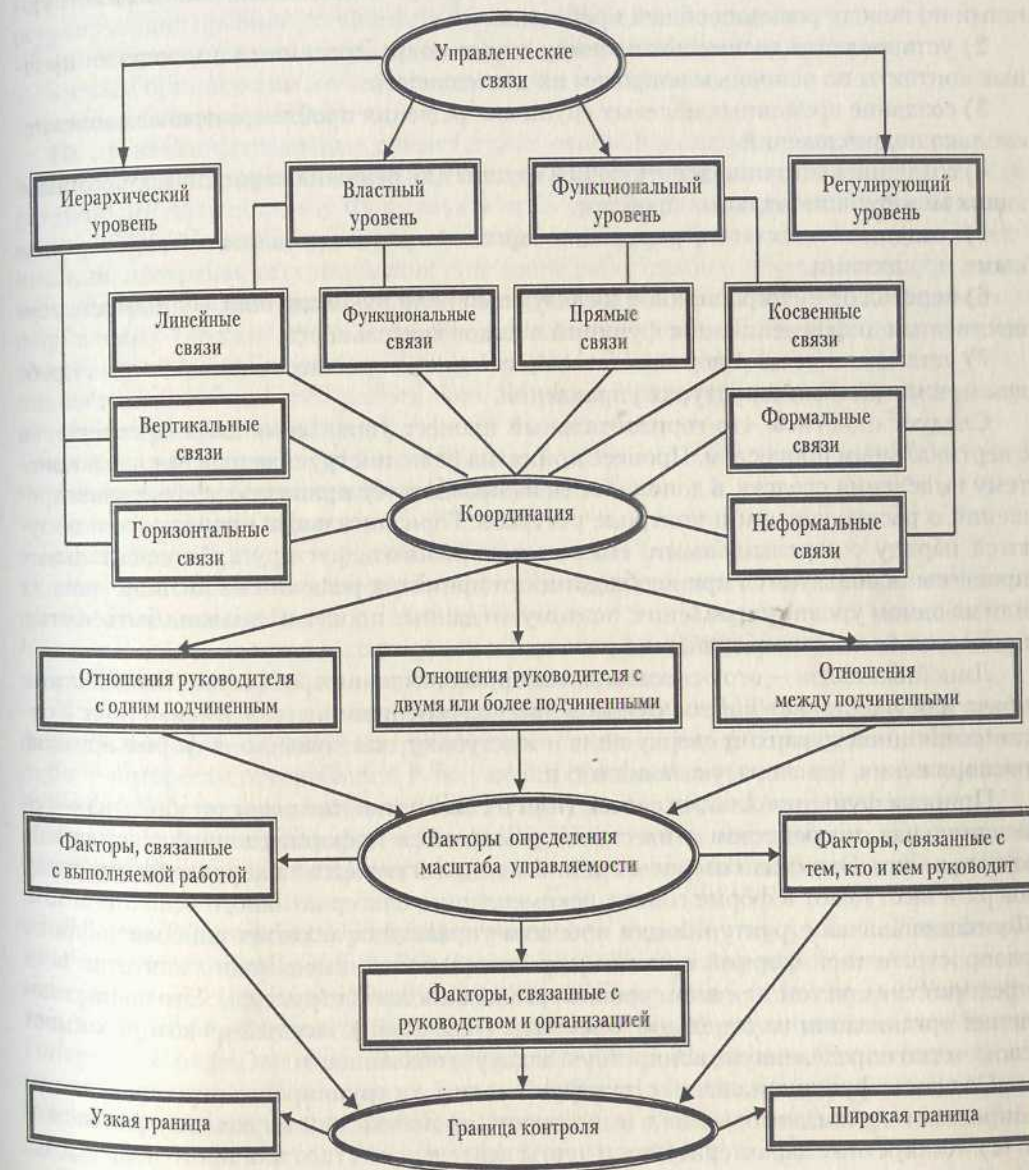 Управленческие
связи
Иерархический
уровень
Властный
уровень
Функциональный
уровень
Регулирующий
уровень
Линейные
связи
Функциональные
связи
Прямые
связи
Косвенные
связи
Вертикальные
связи
Формальные
связи
Координация
Горизонтальные
связи
Неформальные
связи
Отношения руководителя
с одним подчиненным
Отношения руководителя с
двумя или более подчиненными
Отношения
между подчиненными
Факторы, связанные
с выполняемой работой
Факторы определения
масштаба управляемости
Факторы, связанные с
тем, кто и кем руководит
Факторы, связанные с
руководством и организацией
Узкая граница
Граница контроля
Широкая граница